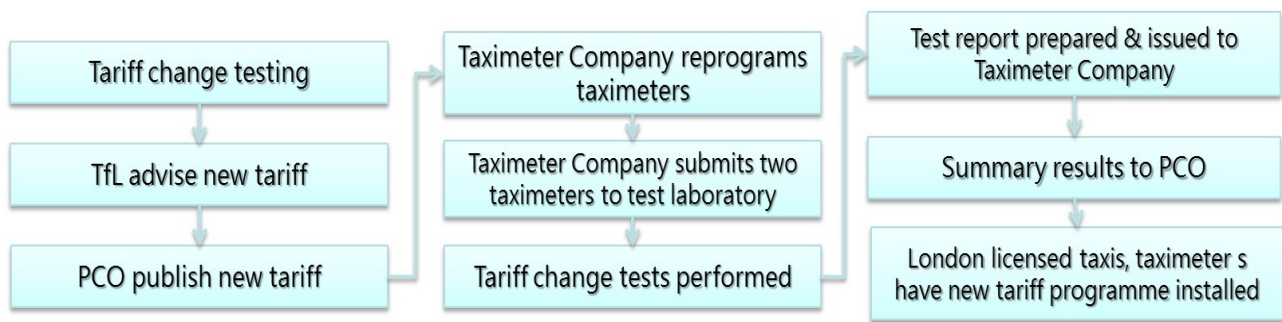 Tariff change testing
TfL advise new tariff
PCO publish new tariff
Taximeter Company reprograms
taximeters
Taximeter Company submits two
taximeters to test laboratory
Tariff change tests performed
Test report prepared & issued to
Taximeter Company
Summary results to PCO
London licensed taxis, taximeter s
have new tariff programme installed